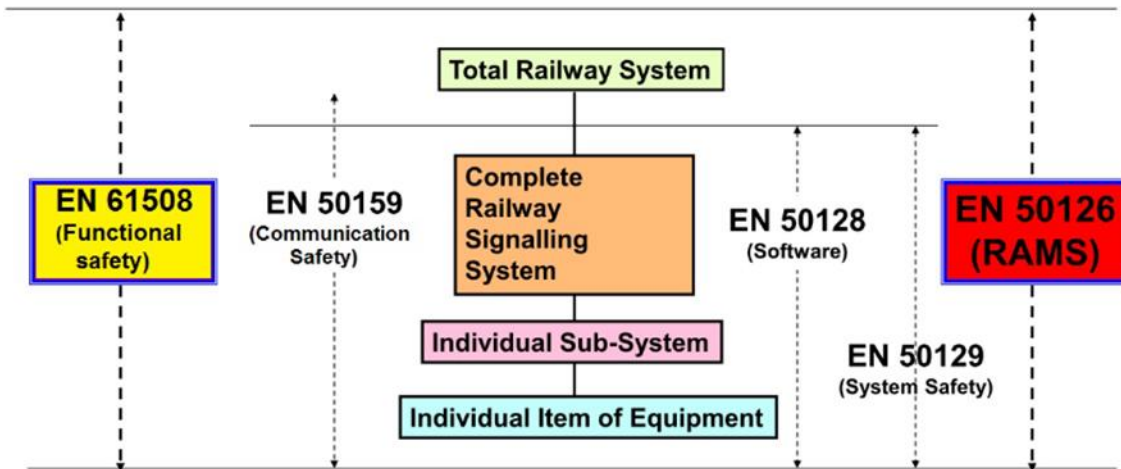 Total Railway System
EN 61508
(Functional
safety)
EN 50159
(Communication
Safety)
Complete
Railway
Signalling
System
EN 50128
(Software)
EN 50126
(RAMS)
Individual Sub-System
EN 50129
(System Safety)
Individual Item of Equipment